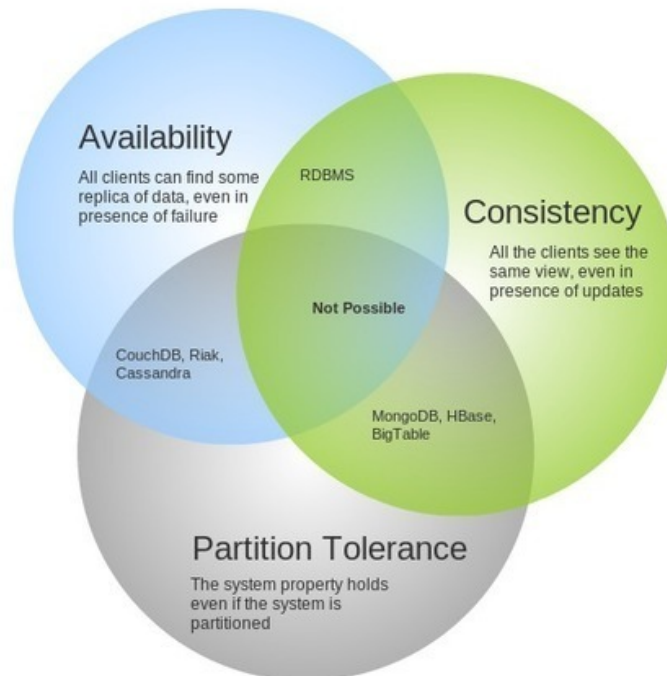 Availability
All clients can find some
replica of data, even in
presence of failure
RDBMS
Consistency
All the clients see the
same view, even in
presence of updates
Not Possible
CouchDB, Riak,
Cassandra
MongoDB, HBase,
BigTable
Partition Tolerance
The system property holds
even if the system is
partitioned